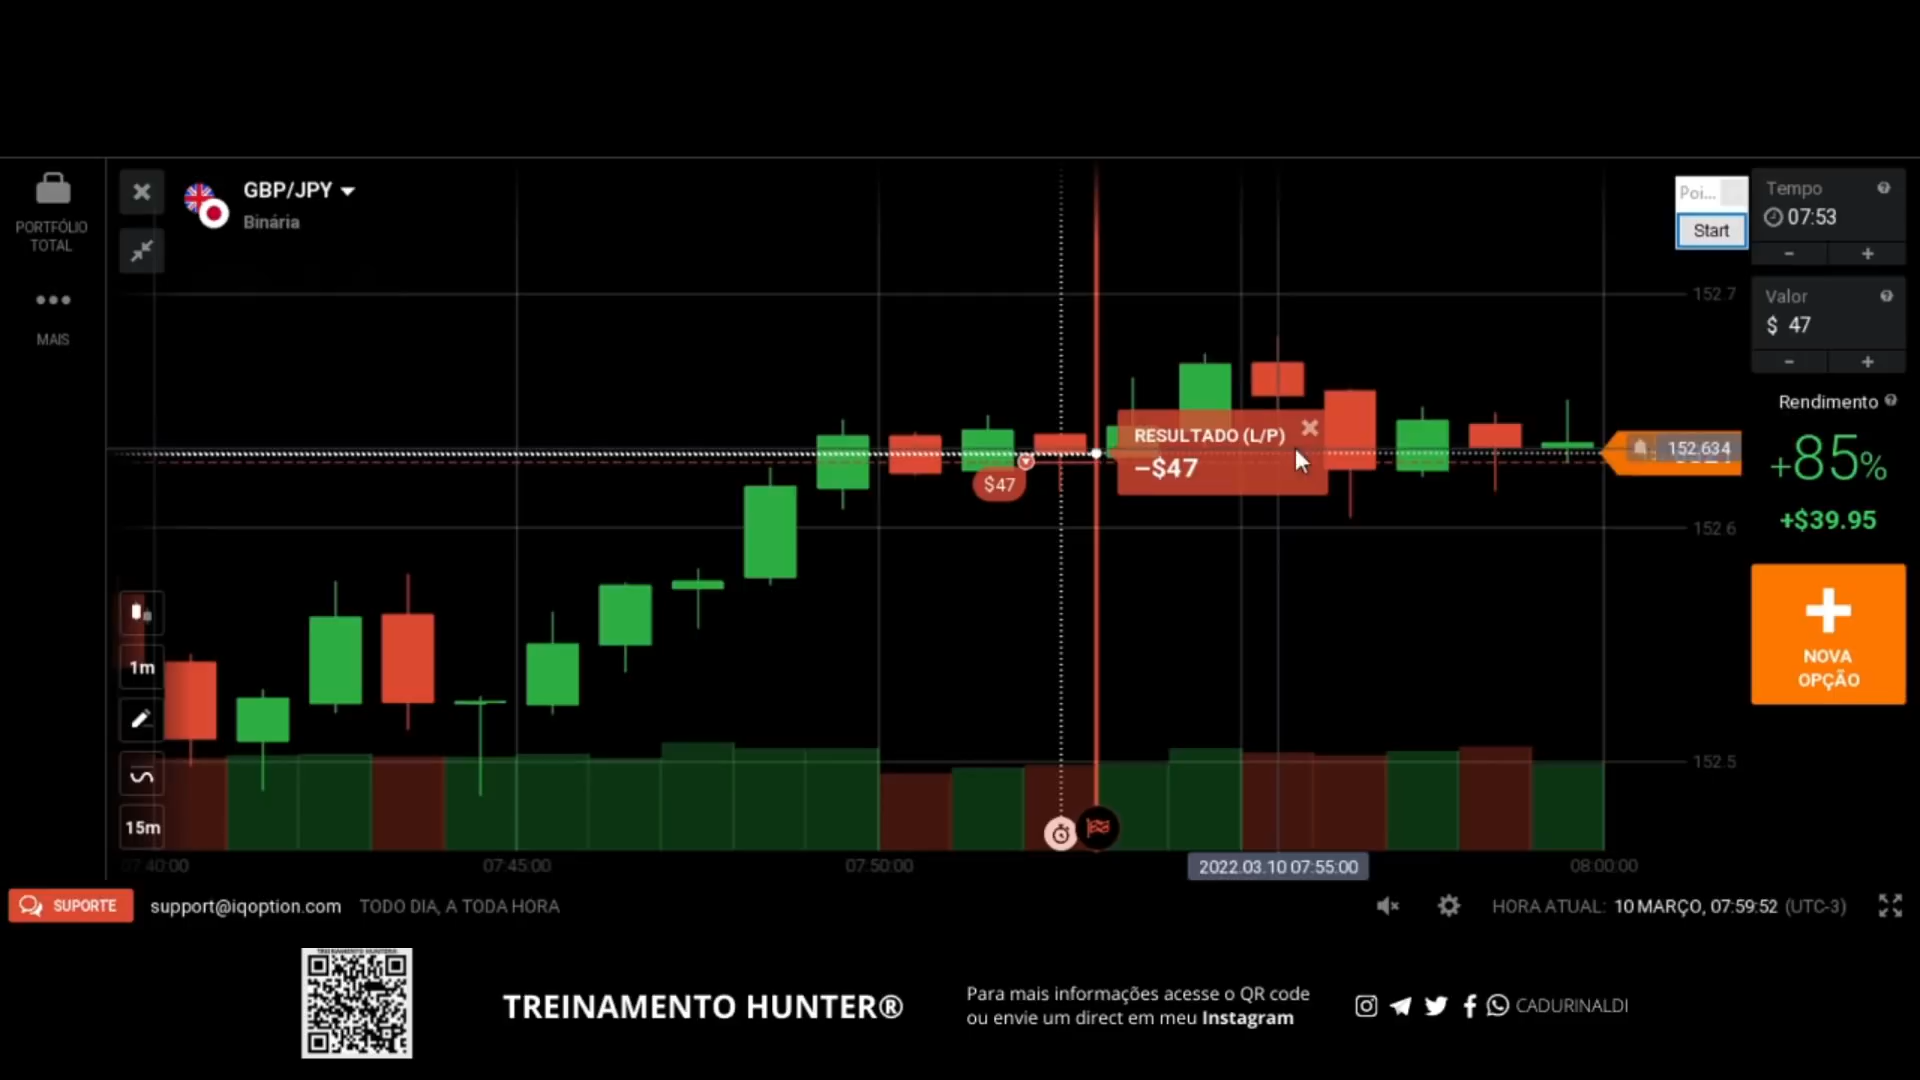 PORTFÓLIO
TOTAL
MAIS
GBP/JPY
Binária
Poi...
Start
Tempo
07:53
Valor
$ 47
Rendimento
+85%
+$39.95
NOVA
OPÇÃO
152.7
RESULTADO (L/P)
−$47
$47
152.634
152.6
152.5
1m
15m
07:40:00
07:45:00
07:50:00
2022.03.10 07:55:00
08:00:00
SUPORTE
support@iqoption.com
TODO DIA, A TODA HORA
HORA ATUAL: 10 MARÇO, 07:59:52 (UTC-3)
TREINAMENTO HUNTER®
Para mais informações acesse o QR code
ou envie um direct em meu Instagram
CADURINALDI